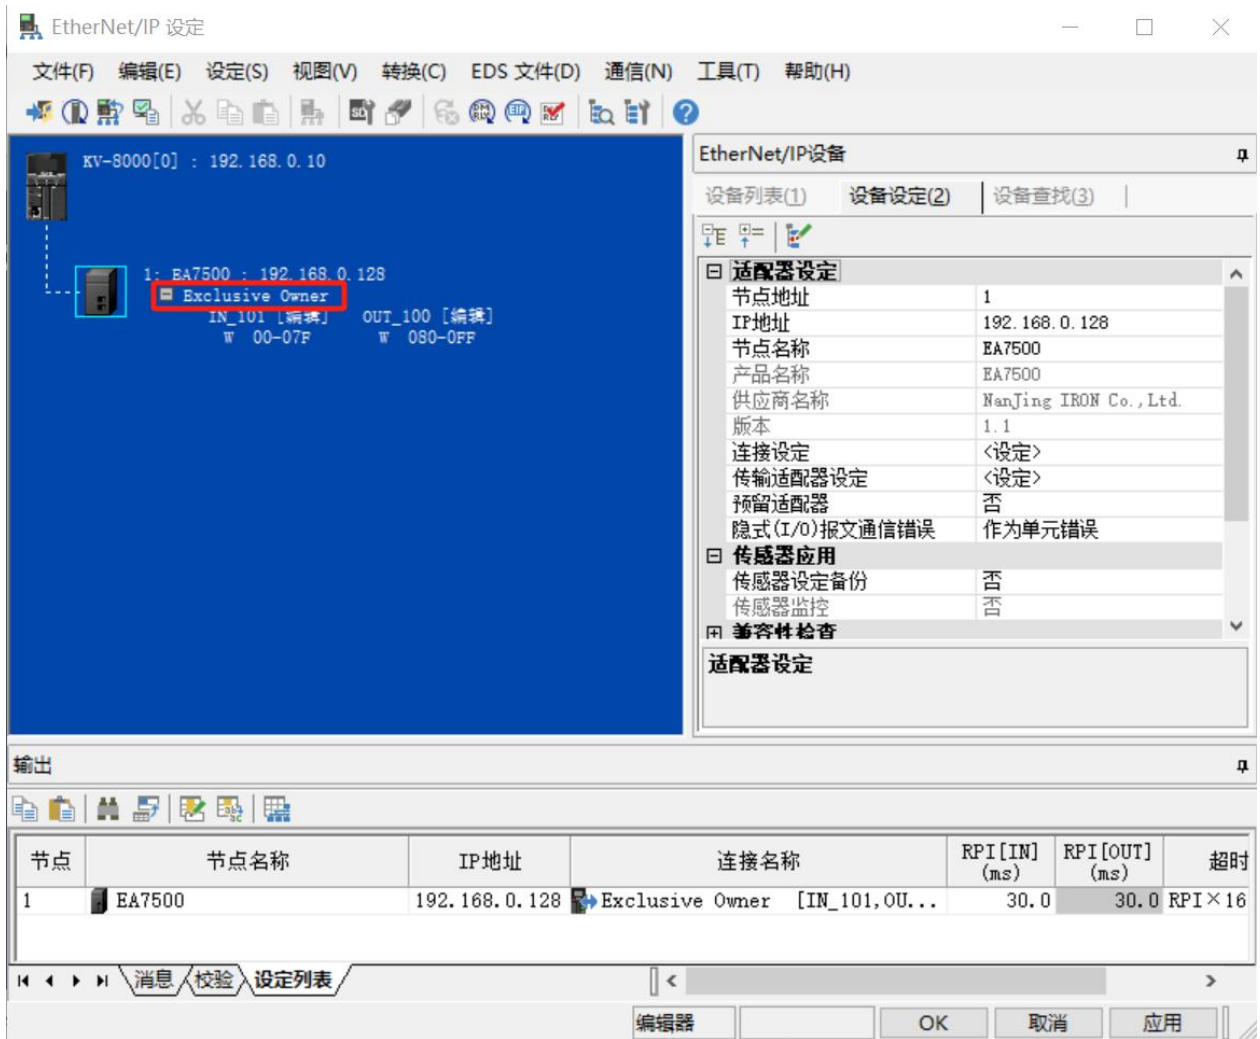 EtherNet/IP 设定
文件(F) 编辑(E) 设定(S) 视图(V) 转换(C) EDS 文件(D) 通信(N) 工具(T) 帮助(H)
KV-8000[0] : 192.168.0.10
1: EA7500 : 192.168.0.128
Exclusive Owner
IN_101 [编辑] OUT_100 [编辑]
W 00-07F W 080-0FF
EtherNet/IP设备
设备列表(1) 设备设定(2) 设备查找(3)
适配器设定
节点地址 1
IP地址 192.168.0.128
节点名称 EA7500
产品名称 EA7500
供应商名称 NanJing IRON Co.,Ltd.
版本 1.1
连接设定 <设定>
传输适配器设定 <设定>
预留适配器 否
隐式(I/O)报文通信错误 作为单元错误
传感器应用
传感器设定备份 否
传感器监控 否
兼容性检查
适配器设定
输出
节点 节点名称 IP地址 连接名称 RPI[IN] (ms) RPI[OUT] (ms) 超时
1 EA7500 192.168.0.128 Exclusive Owner [IN_101,OU... 30.0 30.0 RPI×16
消息 校验 设定列表
编辑器 OK 取消 应用